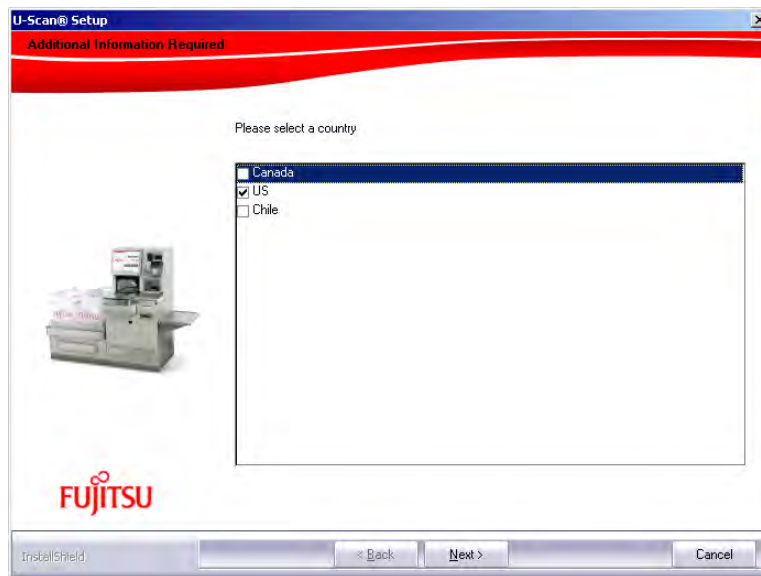 U-Scan® Setup
Additional Information Required
Please select a country
Canada
US
Chile
FUJITSU
InstallShield
< Back
Next >
Cancel